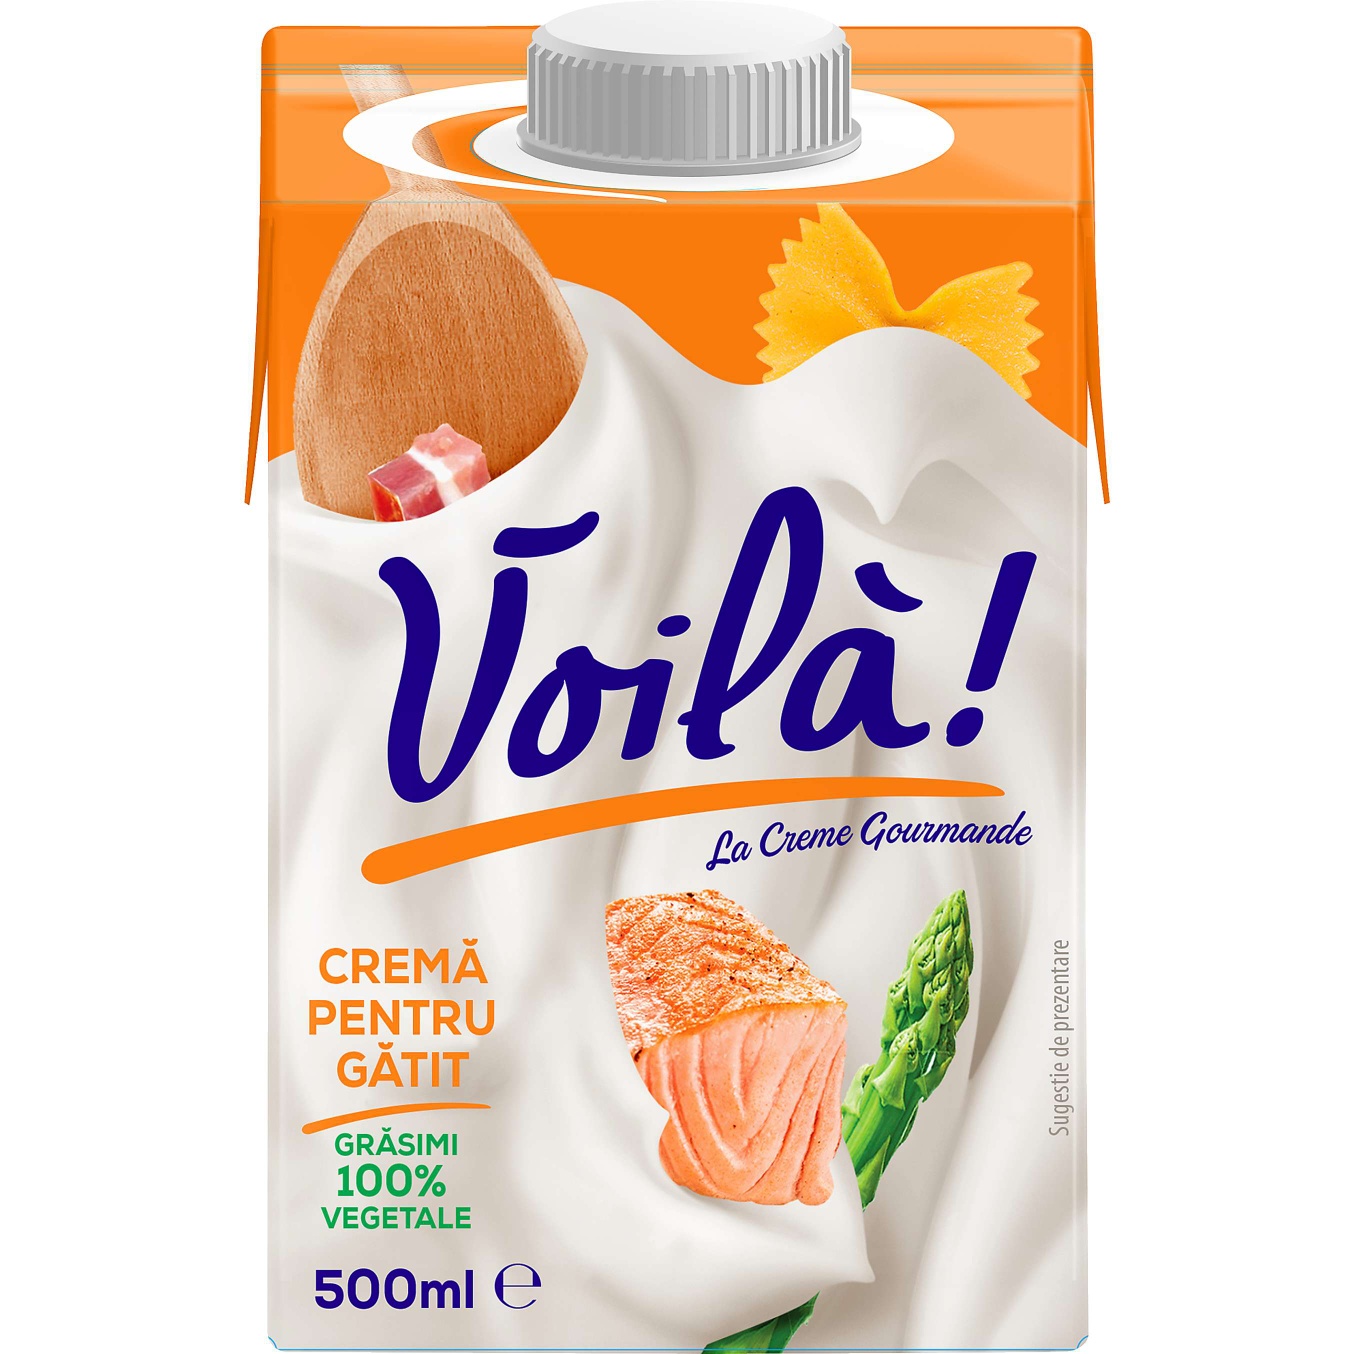 Voilà!
La Creme Gourmande
CREMĂ
PENTRU
GĂTIT
GRĂSIMI
100%
VEGETALE
500ml ℮
Sugestie de prezentare